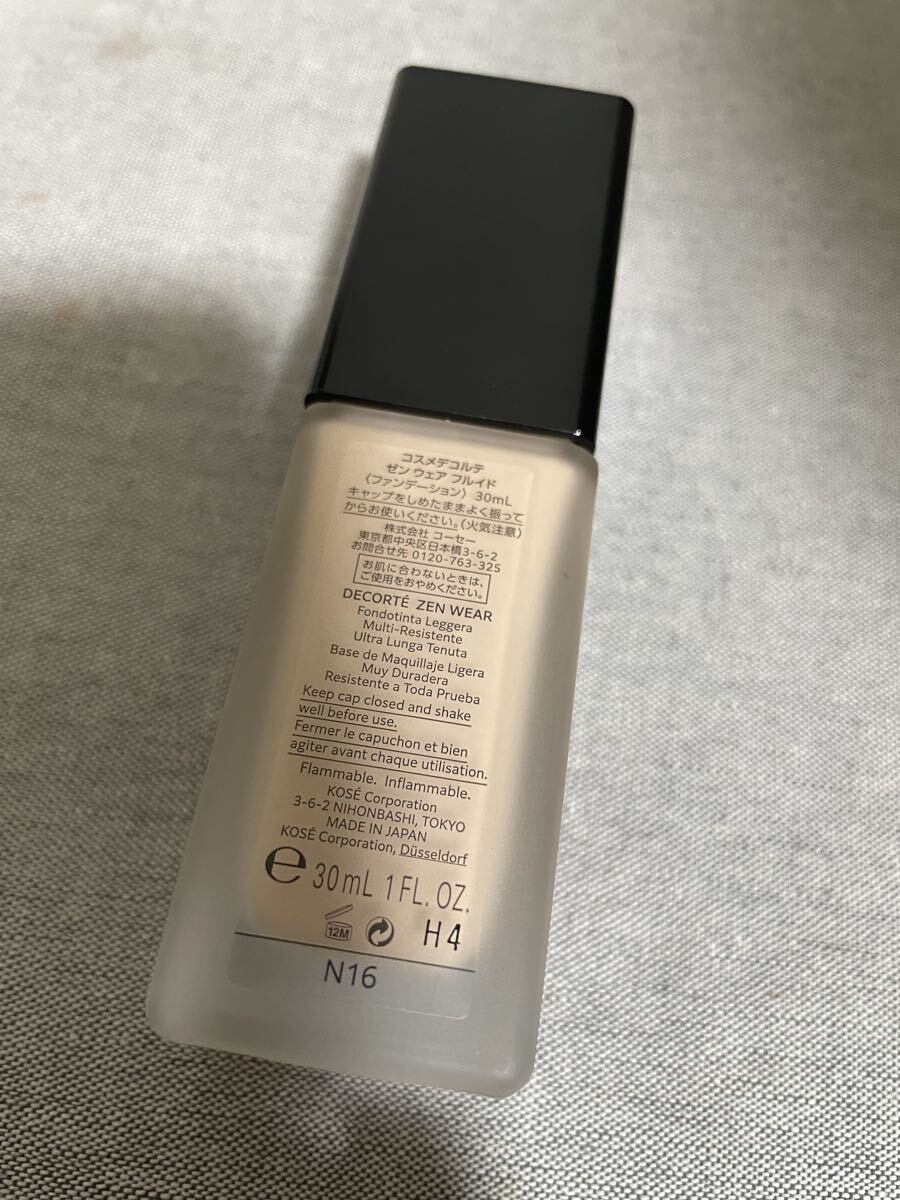 コスメデコルテ
ゼン ウェア フルイド
〈ファンデーション〉 30mL
キャップをしめたままよく振って
からお使いください。(火気注意)
株式会社 コーセー
東京都中央区日本橋3-6-2
お問合せ先 0120-763-325
お肌に合わないときは、
ご使用をおやめください。
DECORTÉ ZEN WEAR
Fondotinta Leggera
Multi-Resistente
Ultra Lunga Tenuta
Base de Maquillaje Ligera
Muy Duradera
Resistente a Toda Prueba
Keep cap closed and shake
well before use.
Fermer le capuchon et bien
agiter avant chaque utilisation.
Flammable. Inflammable.
KOSÉ Corporation
3-6-2 NIHONBASHI, TOKYO
MADE IN JAPAN
KOSÉ Corporation, Düsseldorf
e 30mL 1FL.OZ.
12M H4
N16